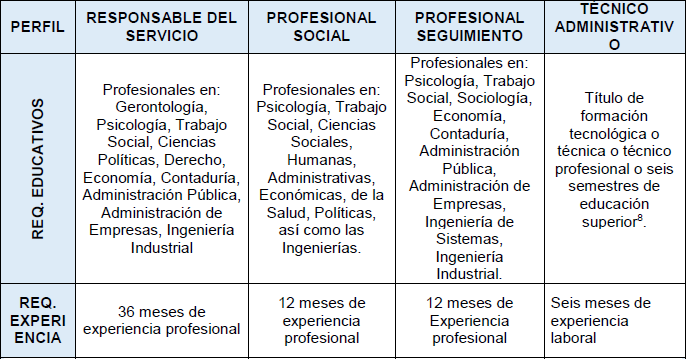 PERFIL
RESPONSABLE DEL
SERVICIO
PROFESIONAL
SOCIAL
PROFESIONAL
SEGUIMIENTO
TÉCNICO
ADMINISTRATIV
O
REQ. EDUCATIVOS
Profesionales en:
Gerontología,
Psicología, Trabajo
Social, Ciencias
Políticas, Derecho,
Economía, Contaduría,
Administración Pública,
Administración de
Empresas, Ingeniería
Industrial
Profesionales en:
Psicología, Trabajo
Social, Ciencias
Sociales,
Humanas,
Administrativas,
Económicas, de la
Salud, Políticas,
así como las
Ingenierías.
Profesionales en:
Psicología, Trabajo
Social, Sociología,
Economía,
Contaduría,
Administración
Pública,
Administración de
Empresas,
Ingeniería de
Sistemas,
Ingeniería
Industrial.
Título de
formación
tecnológica o
técnica o técnico
profesional o seis
semestres de
educación
superior⁸.
REQ.
EXPERI
ENCIA
36 meses de
experiencia profesional
12 meses de
experiencia
profesional
12 meses de
Experiencia
profesional
Seis meses de
experiencia
laboral